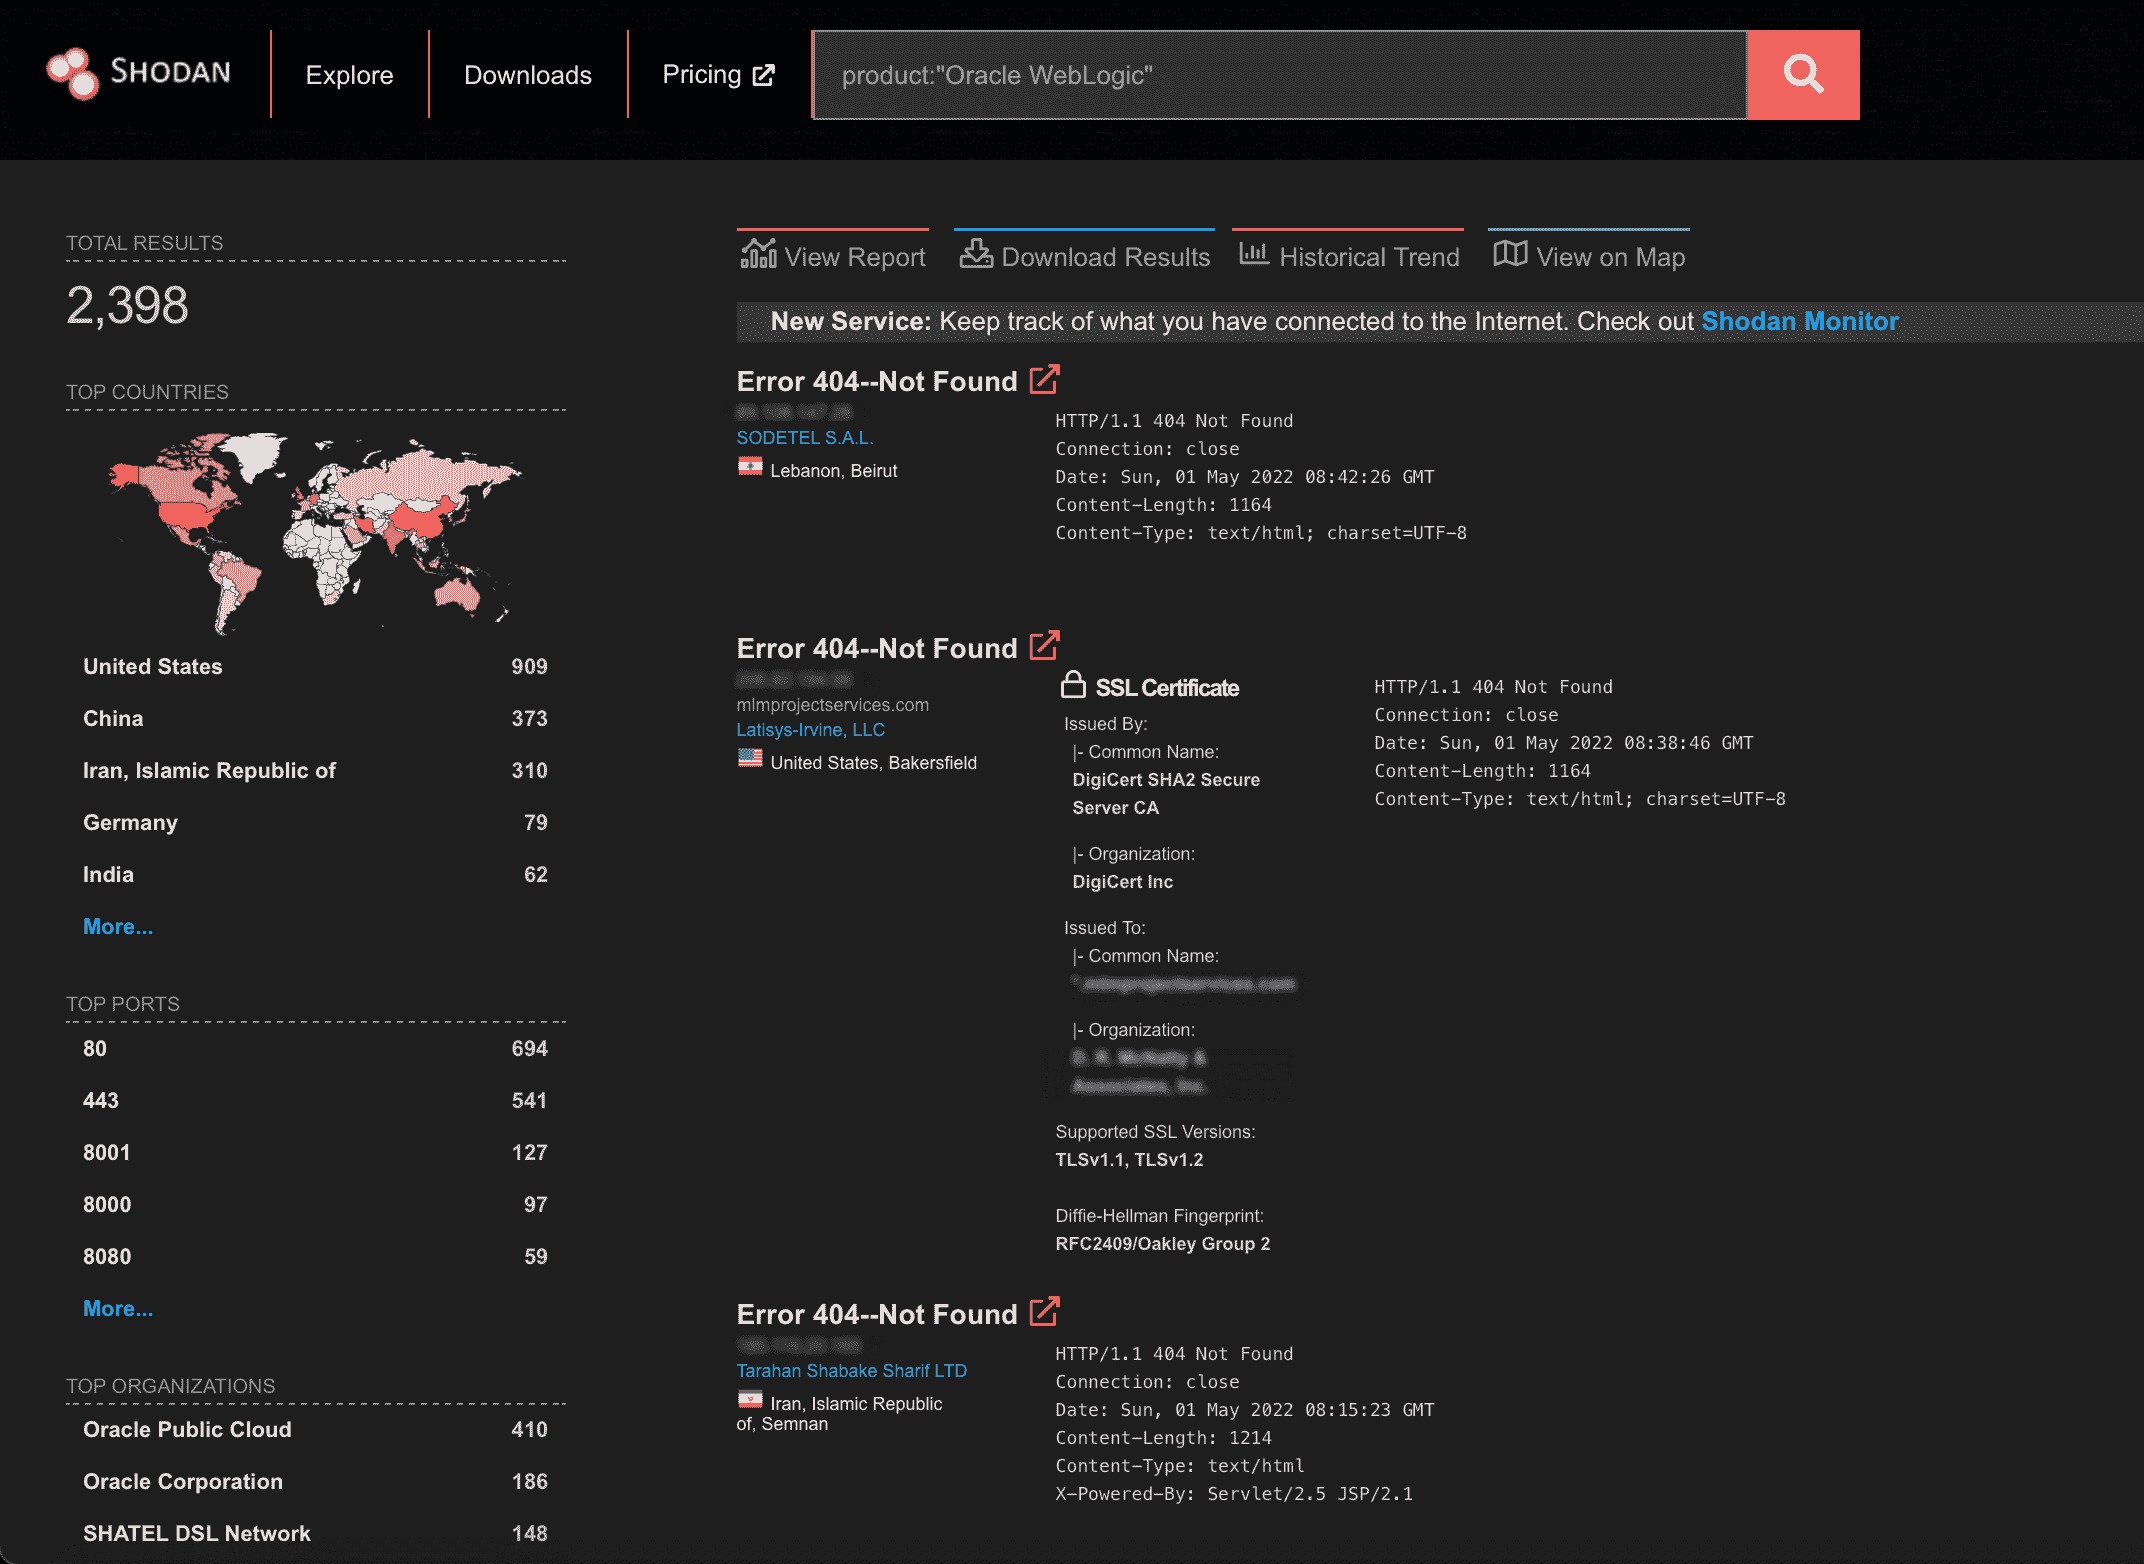 SHODAN
Explore
Downloads
Pricing
product:"Oracle WebLogic"
TOTAL RESULTS
2,398
TOP COUNTRIES
United States 909
China 373
Iran, Islamic Republic of 310
Germany 79
India 62
More...
TOP PORTS
80 694
443 541
8001 127
8000 97
8080 59
More...
TOP ORGANIZATIONS
Oracle Public Cloud 410
Oracle Corporation 186
SHATEL DSL Network 148
View Report
Download Results
Historical Trend
View on Map
New Service: Keep track of what you have connected to the Internet. Check out Shodan Monitor
Error 404--Not Found
SODETEL S.A.L.
Lebanon, Beirut
HTTP/1.1 404 Not Found
Connection: close
Date: Sun, 01 May 2022 08:42:26 GMT
Content-Length: 1164
Content-Type: text/html; charset=UTF-8
Error 404--Not Found
mlmprojectservices.com
Latisys-Irvine, LLC
United States, Bakersfield
SSL Certificate
Issued By:
|- Common Name:
DigiCert SHA2 Secure
Server CA
|- Organization:
DigiCert Inc
Issued To:
|- Common Name:
|- Organization:
Supported SSL Versions:
TLSv1.1, TLSv1.2
Diffie-Hellman Fingerprint:
RFC2409/Oakley Group 2
HTTP/1.1 404 Not Found
Connection: close
Date: Sun, 01 May 2022 08:38:46 GMT
Content-Length: 1164
Content-Type: text/html; charset=UTF-8
Error 404--Not Found
Tarahan Shabake Sharif LTD
Iran, Islamic Republic
of, Semnan
HTTP/1.1 404 Not Found
Connection: close
Date: Sun, 01 May 2022 08:15:23 GMT
Content-Length: 1214
Content-Type: text/html
X-Powered-By: Servlet/2.5 JSP/2.1